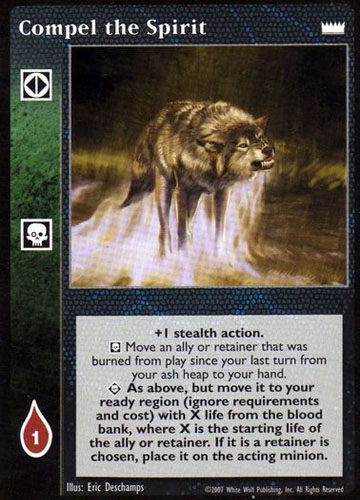 Compel the Spirit
+1 stealth action.
Move an ally or retainer that was
burned from play since your last turn from
your ash heap to your hand.
As above, but move it to your
ready region (ignore requirements
and cost) with X life from the blood
bank, where X is the starting life of
the ally or retainer. If it is a retainer is
chosen, place it on the acting minion.
1
Illus: Eric Deschamps
©2007 White Wolf Publishing, Inc. All Rights Reserved